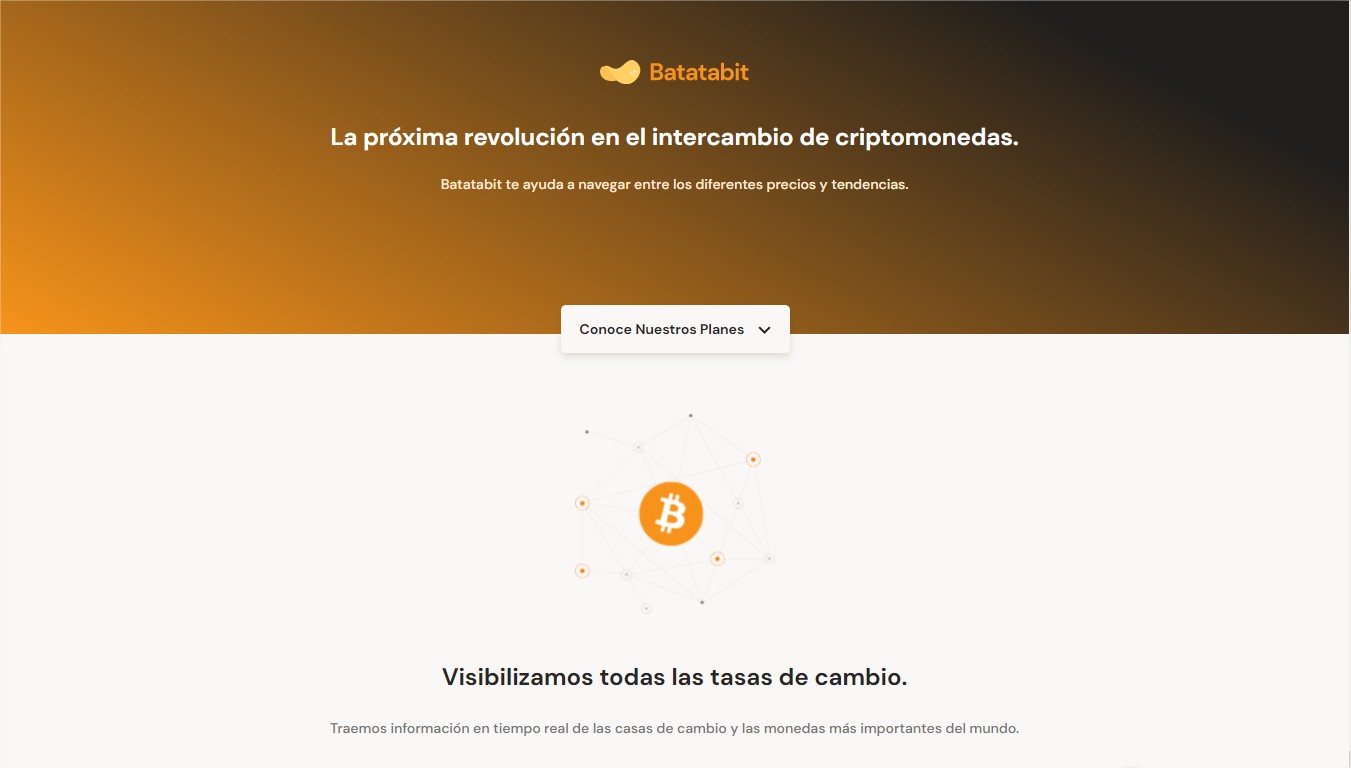 Batatabit
La próxima revolución en el intercambio de criptomonedas.
Batatabit te ayuda a navegar entre los diferentes precios y tendencias.
Conoce Nuestros Planes
Visibilizamos todas las tasas de cambio.
Traemos información en tiempo real de las casas de cambio y las monedas más importantes del mundo.